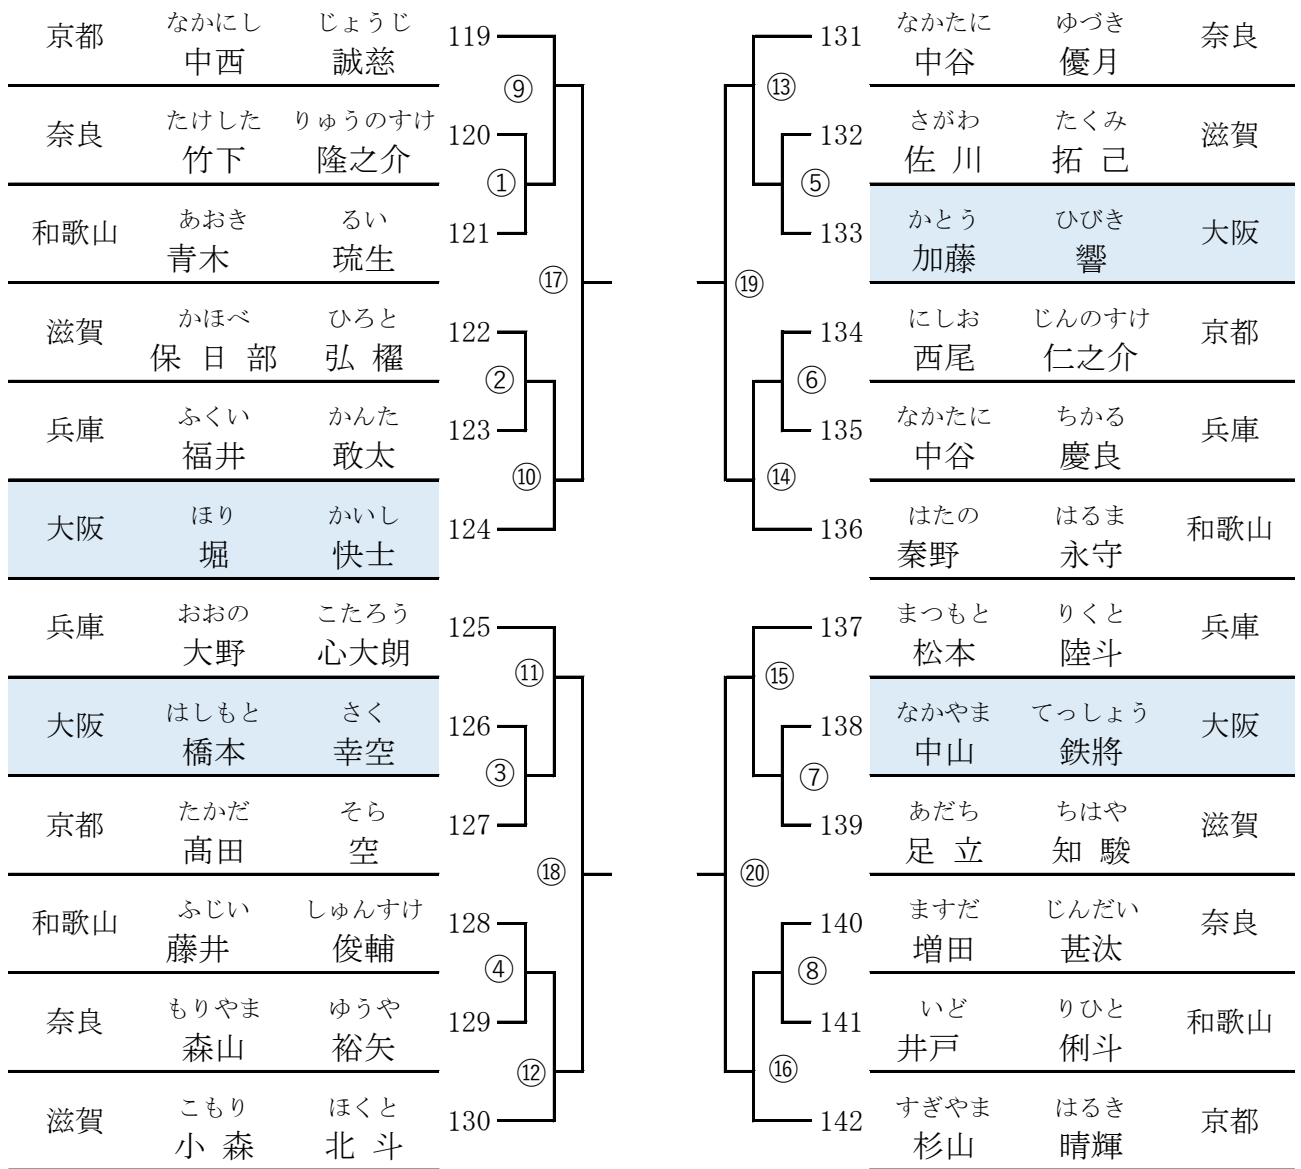 京都 なかにし じょうじ 119
中西 誠慈
⑨
奈良 たけした りゅうのすけ 120
竹下 隆之介
①
和歌山 あおき るい 121
青木 琉生
⑰
滋賀 かほべ ひろと 122
保日部 弘櫂
②
兵庫 ふくい かんた 123
福井 敢太
⑩
大阪 ほり かいし 124
堀 快士
兵庫 おおの こたろう 125
大野 心大朗
⑪
大阪 はしもと さく 126
橋本 幸空
③
京都 たかだ そら 127
髙田 空
⑱
和歌山 ふじい しゅんすけ 128
藤井 俊輔
④
奈良 もりやま ゆうや 129
森山 裕矢
⑫
滋賀 こもり ほくと 130
小森 北斗
131 なかたに ゆづき 奈良
中谷 優月
⑬
132 さがわ たくみ 滋賀
佐川 拓己
⑤
133 かとう ひびき 大阪
加藤 響
⑲
134 にしお じんのすけ 京都
西尾 仁之介
⑥
135 なかたに ちかる 兵庫
中谷 慶良
⑭
136 はたの はるま 和歌山
秦野 永守
137 まつもと りくと 兵庫
松本 陸斗
⑮
138 なかやま てっしょう 大阪
中山 鉄將
⑦
139 あだち ちはや 滋賀
足立 知駿
⑳
140 ますだ じんだい 奈良
増田 甚汰
⑧
141 いど りひと 和歌山
井戸 俐斗
⑯
142 すぎやま はるき 京都
杉山 晴輝